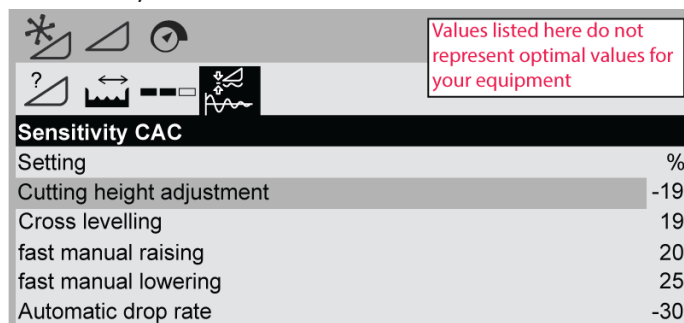 Values listed here do not
represent optimal values for
your equipment
?
Sensitivity CAC
Setting %
Cutting height adjustment -19
Cross levelling 19
fast manual raising 20
fast manual lowering 25
Automatic drop rate -30